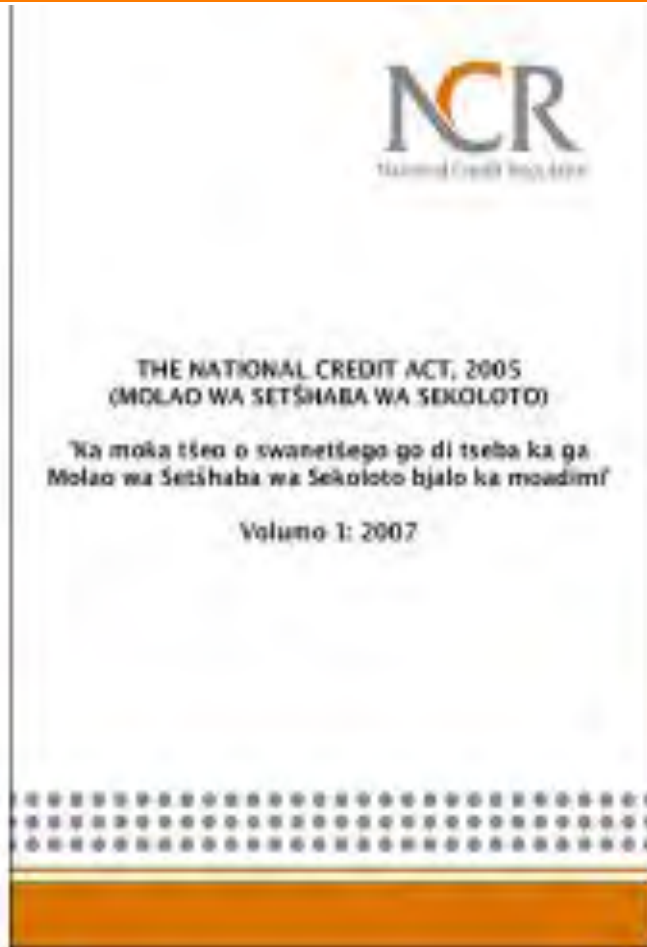 NCR
National Credit Regulator
THE NATIONAL CREDIT ACT, 2005
(MOLAO WA SETŠHABA WA SEKOLOTO)
'Ka moka tšeo o swanetšego go di tseba ka ga
Molao wa Setšhaba wa Sekoloto bjalo ka moadimi'
Volumo 1: 2007